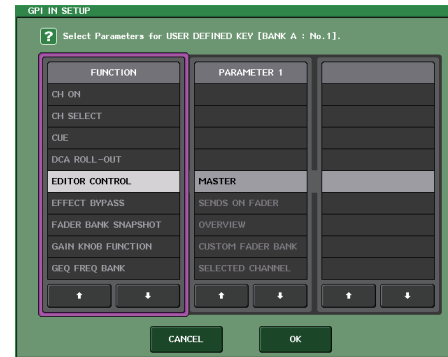 GPI IN SETUP
? Select Parameters for USER DEFINED KEY [BANK A : No.1].
FUNCTION
CH ON
CH SELECT
CUE
DCA ROLL-OUT
EDITOR CONTROL
EFFECT BYPASS
FADER BANK SNAPSHOT
GAIN KNOB FUNCTION
GEQ FREQ BANK
PARAMETER 1
MASTER
SENDS ON FADER
OVERVIEW
CUSTOM FADER BANK
SELECTED CHANNEL
CANCEL
OK